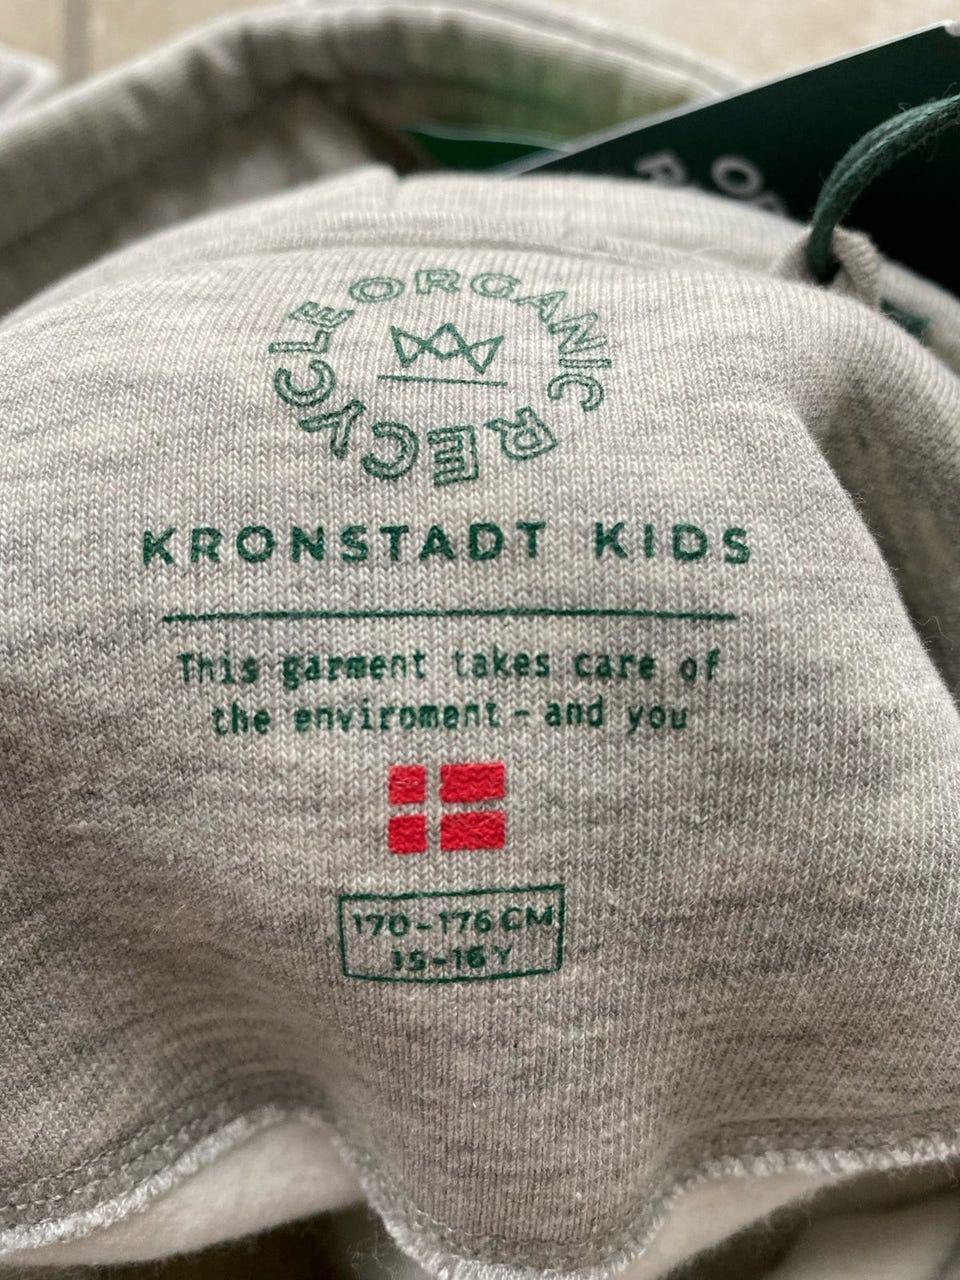 ORGANIC RECYCLE
KRONSTADT KIDS
This garment takes care of
the enviroment - and you
170-176 CM
15-16 Y